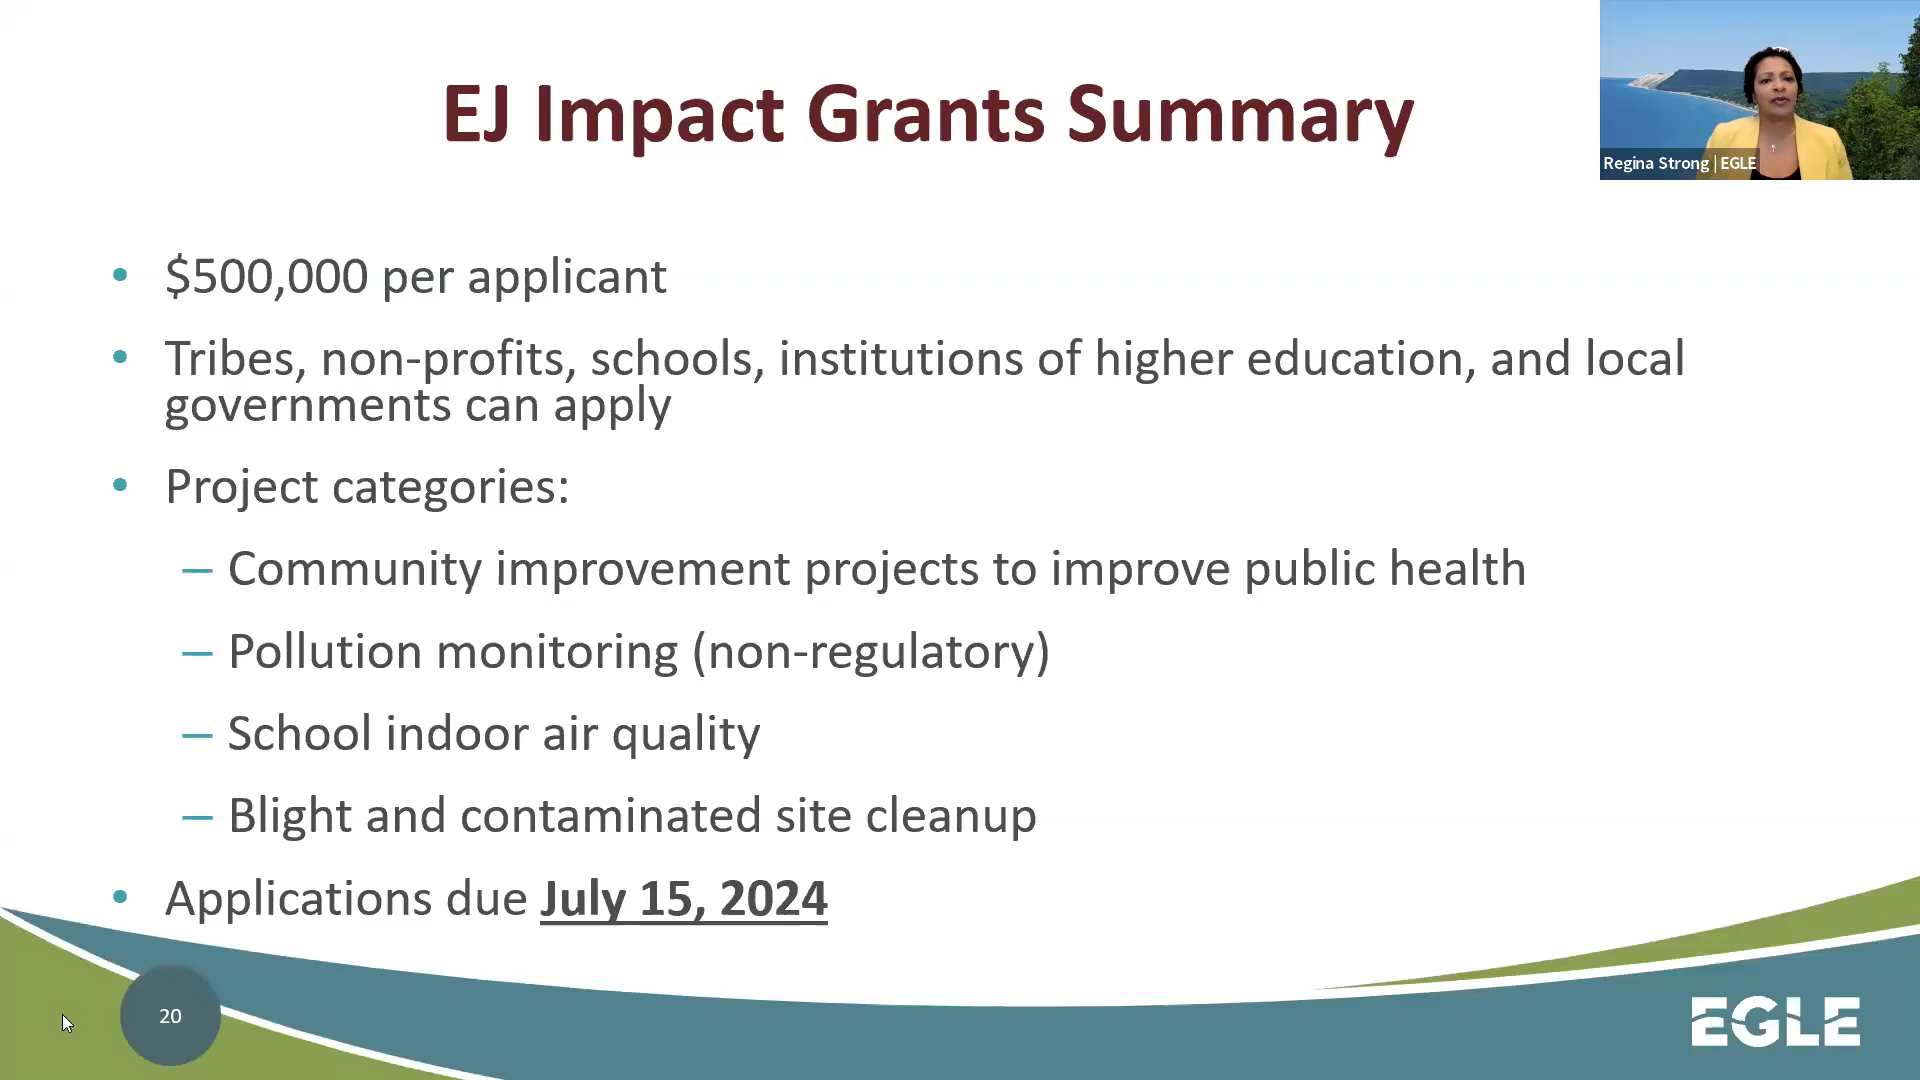 EJ Impact Grants Summary
Regina Strong | EGLE
• $500,000 per applicant
• Tribes, non-profits, schools, institutions of higher education, and local
governments can apply
• Project categories:
– Community improvement projects to improve public health
– Pollution monitoring (non-regulatory)
– School indoor air quality
– Blight and contaminated site cleanup
• Applications due July 15, 2024
20
EGLE